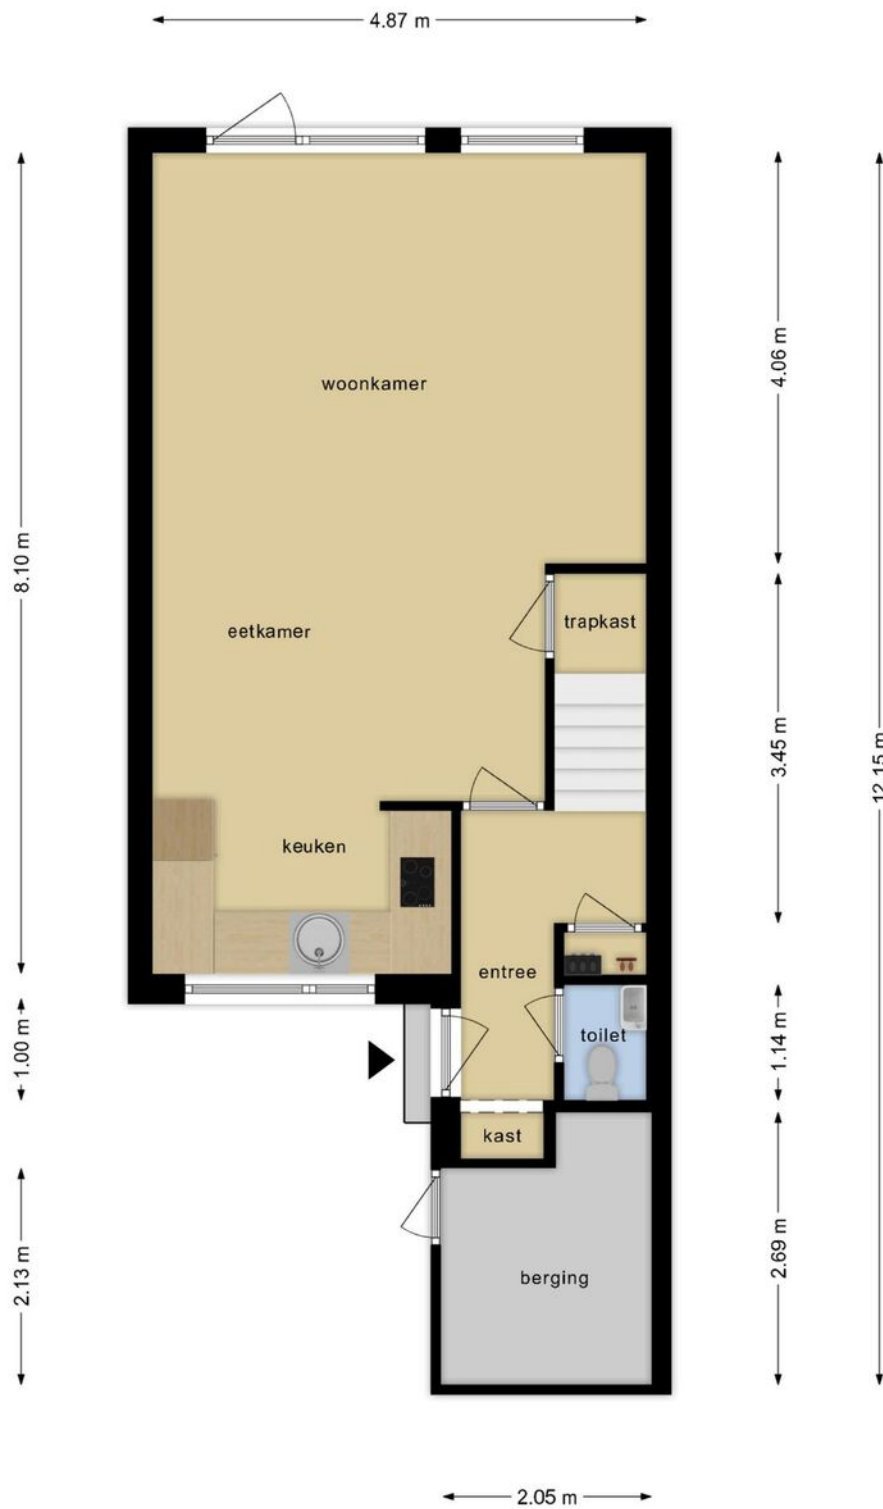 4.87 m
woonkamer
4.06 m
8.10 m
eetkamer
trapkast
3.45 m
12.15 m
keuken
entree
toilet
1.00 m
1.14 m
kast
2.13 m
2.69 m
berging
2.05 m